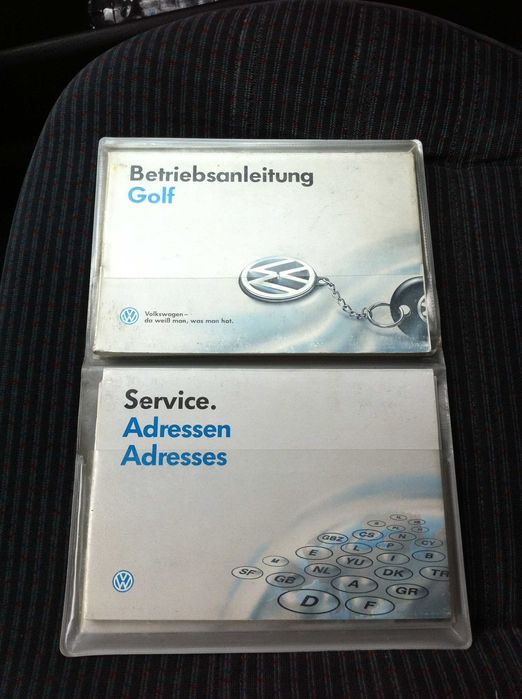 Betriebsanleitung
Golf
Volkswagen –
da weiß man, was man hat.
Service.
Adressen
Adresses
GBZ
CS
N
CY
E
L
P
I
B
M
NL
YU
DK
TR
SF
GB
A
GR
D
F